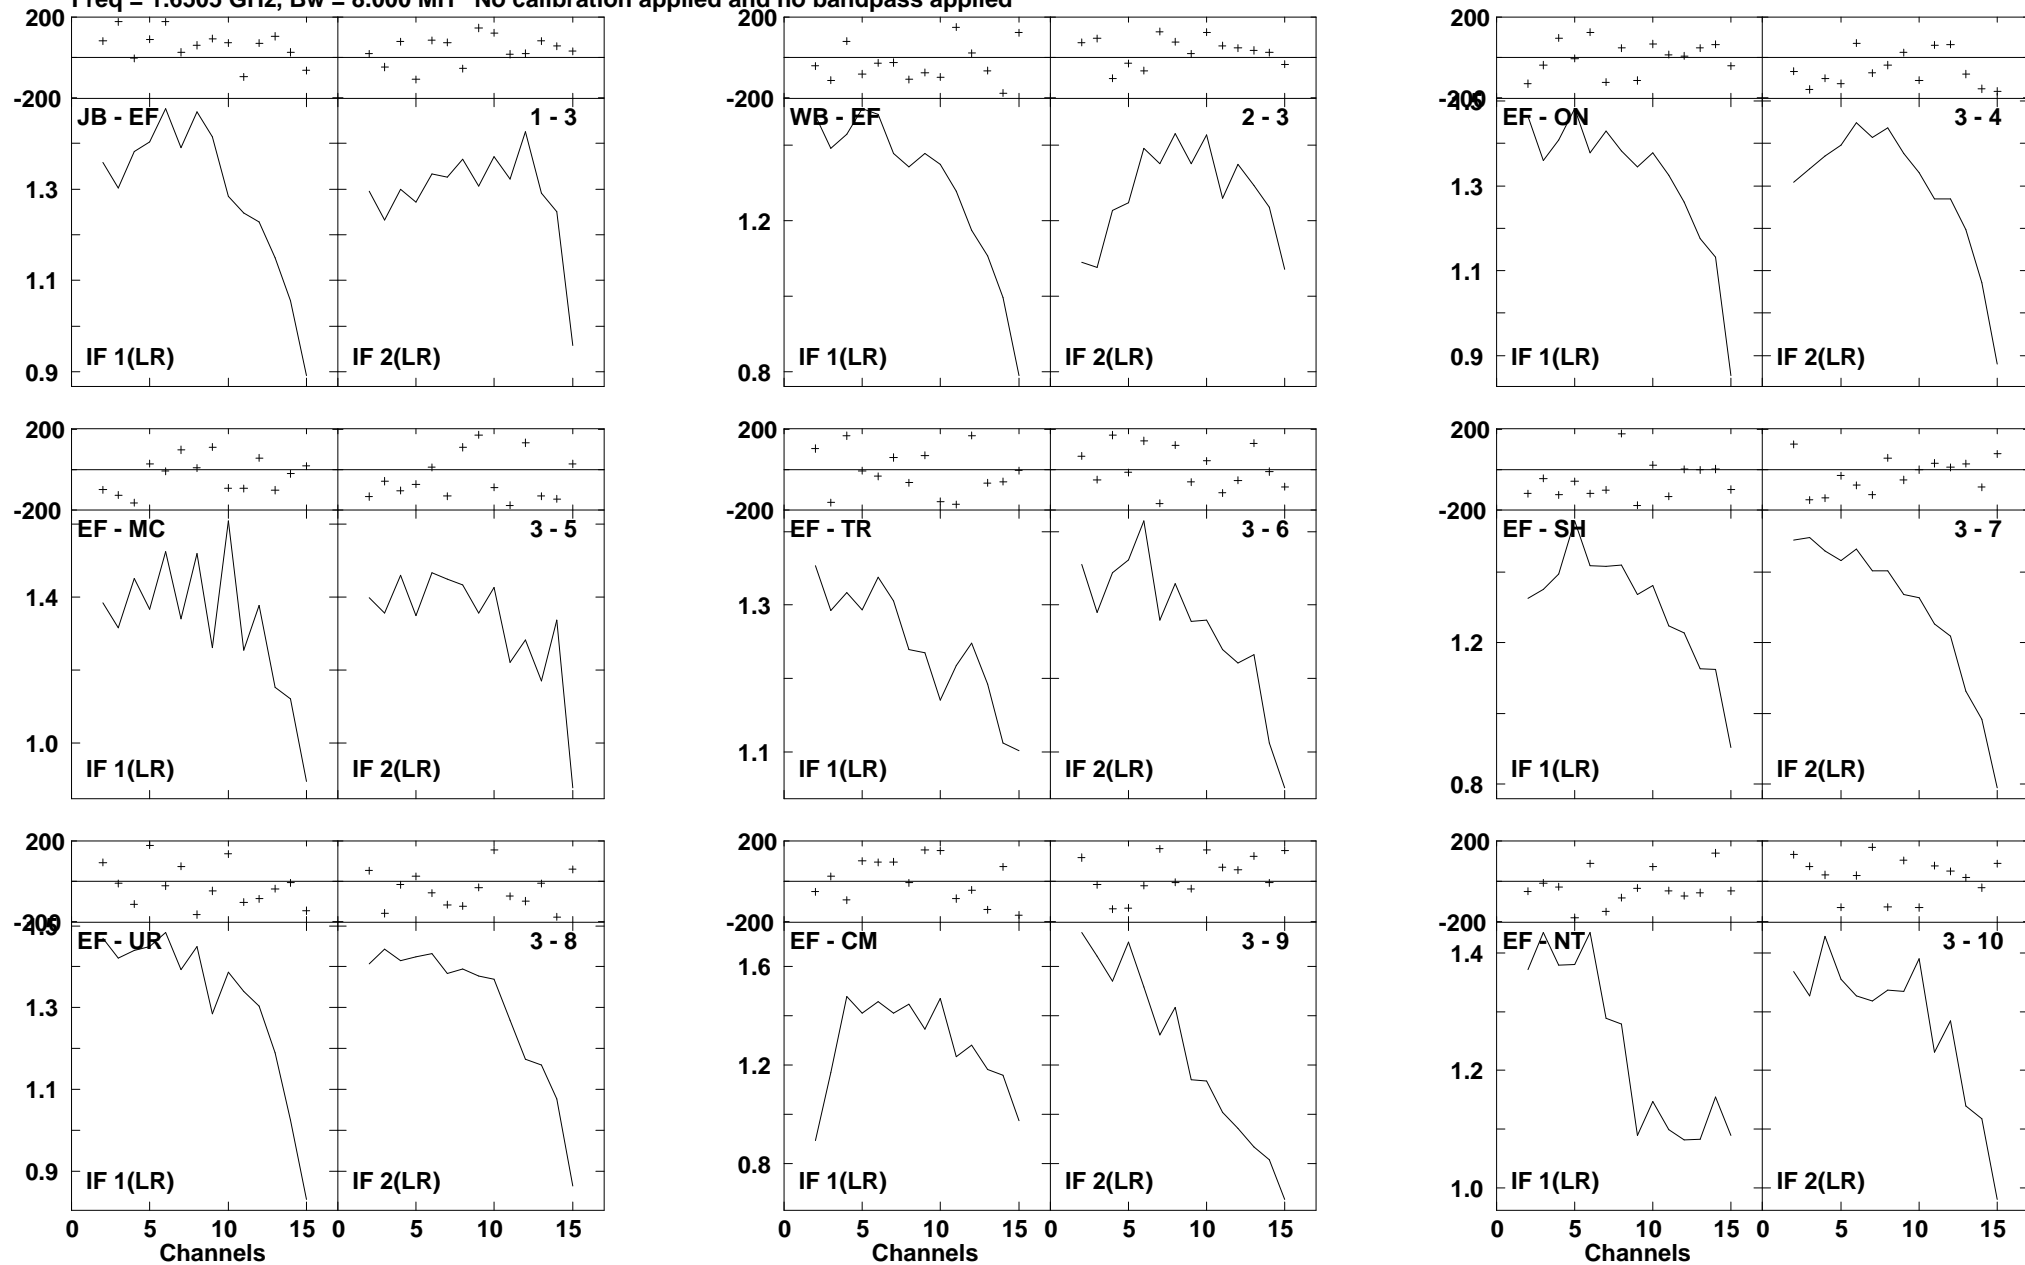 Freq = 1.6505 GHz, Bw = 8.000 MH No calibration applied and no bandpass applied
200 200 200
-200 -200 -200
1.5
JB - EF 1 - 3 WB - EF 2 - 3 EF - ON 3 - 4
1.3 1.2 1.3
1.1 1.1
0.9 0.8 0.9
IF 1(LR) IF 2(LR) IF 1(LR) IF 2(LR) IF 1(LR) IF 2(LR)
200 200 200
-200 -200 -200
EF - MC 3 - 5 EF - TR 3 - 6 EF - SH 3 - 7
1.4 1.3 1.2
1.0 1.1 0.8
IF 1(LR) IF 2(LR) IF 1(LR) IF 2(LR) IF 1(LR) IF 2(LR)
200 200 200
-200 -200 -200
1.5
EF - UR 3 - 8 EF - CM 3 - 9 EF - NT 3 - 10
1.3 1.6 1.4
1.1 1.2 1.2
0.9 0.8 1.0
IF 1(LR) IF 2(LR) IF 1(LR) IF 2(LR) IF 1(LR) IF 2(LR)
0 5 10 15 0 5 10 15 0 5 10 15 0 5 10 15 0 5 10 15 0 5 10 15
Channels Channels Channels